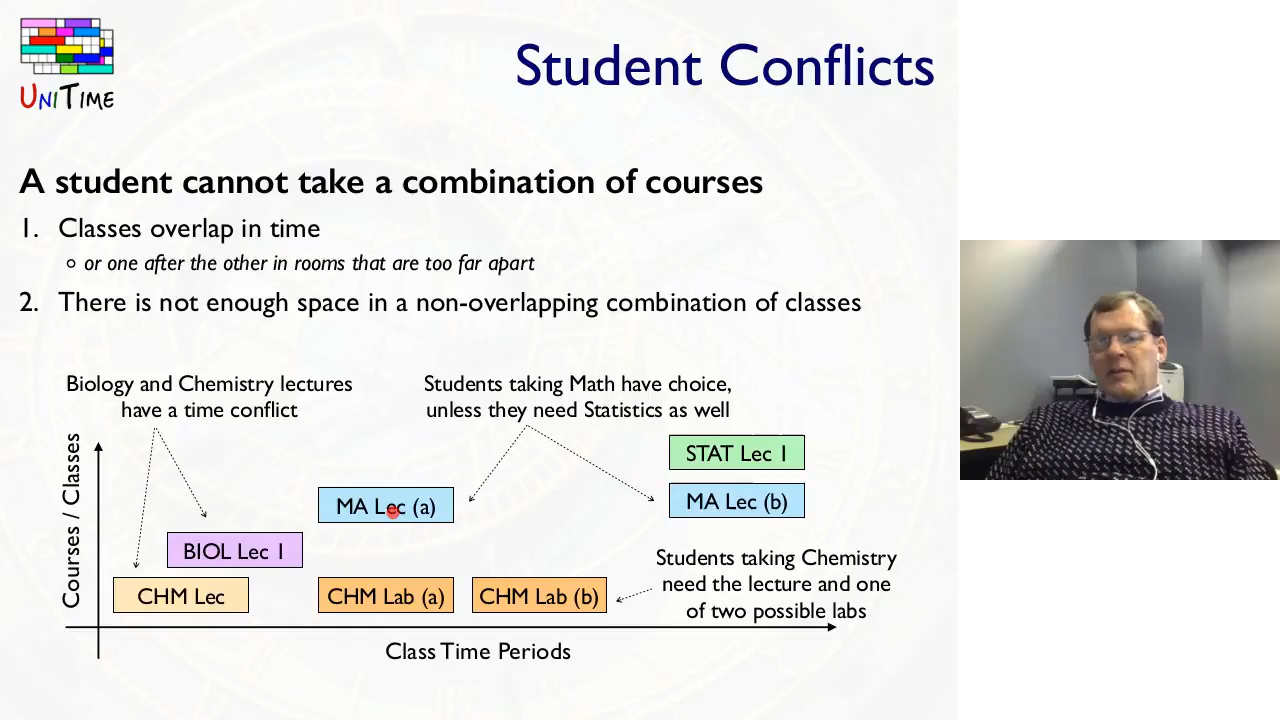 UNITIME
Student Conflicts
A student cannot take a combination of courses
1. Classes overlap in time
or one after the other in rooms that are too far apart
2. There is not enough space in a non-overlapping combination of classes
Biology and Chemistry lectures
have a time conflict
Students taking Math have choice,
unless they need Statistics as well
Courses / Classes
STAT Lec 1
MA Lec (a)
MA Lec (b)
BIOL Lec 1
CHM Lec
CHM Lab (a)
CHM Lab (b)
Students taking Chemistry
need the lecture and one
of two possible labs
Class Time Periods